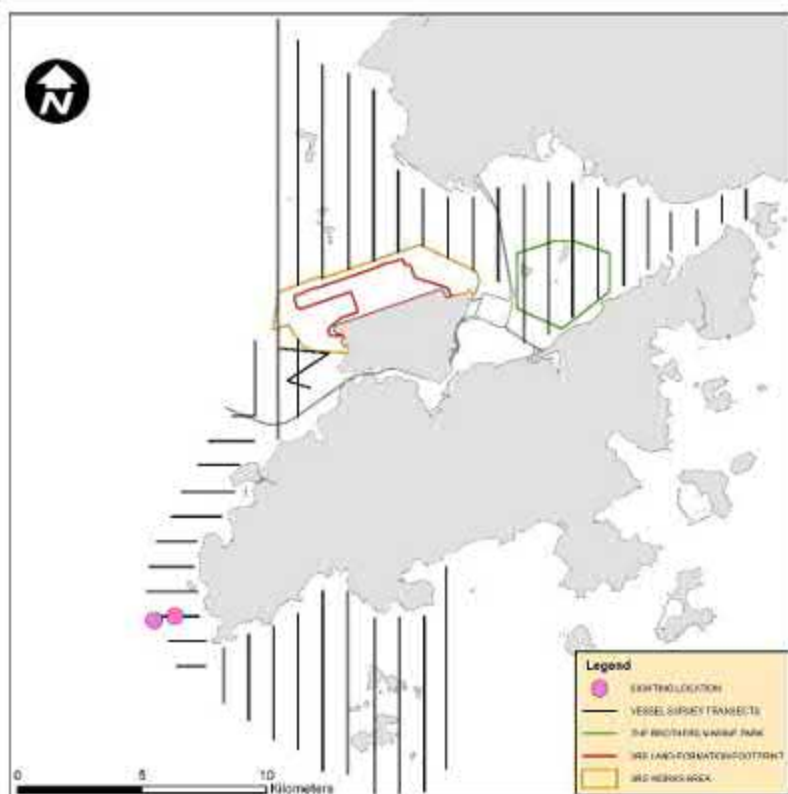 N
Legend
SIGHTING LOCATION
VESSEL SURVEY TRANSECTS
THE BROTHERS MARINE PARK
3RS LAND-FORMATION FOOTPRINT
3RS WORKS AREA
0 5 10
Kilometers